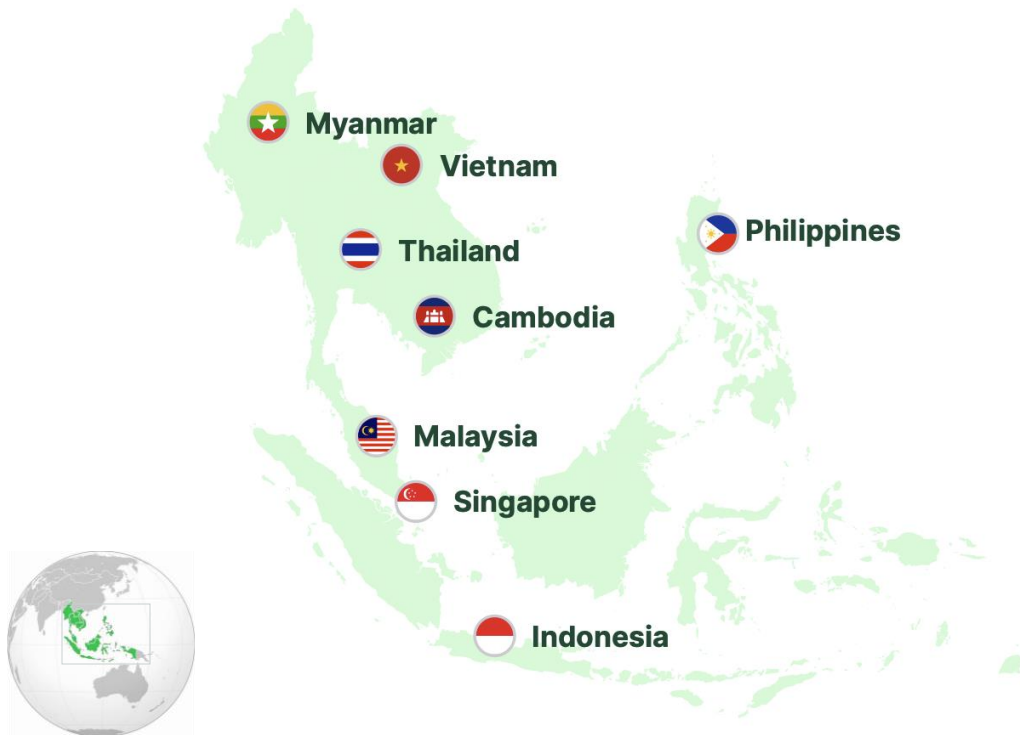 Myanmar
Vietnam
Philippines
Thailand
Cambodia
Malaysia
Singapore
Indonesia